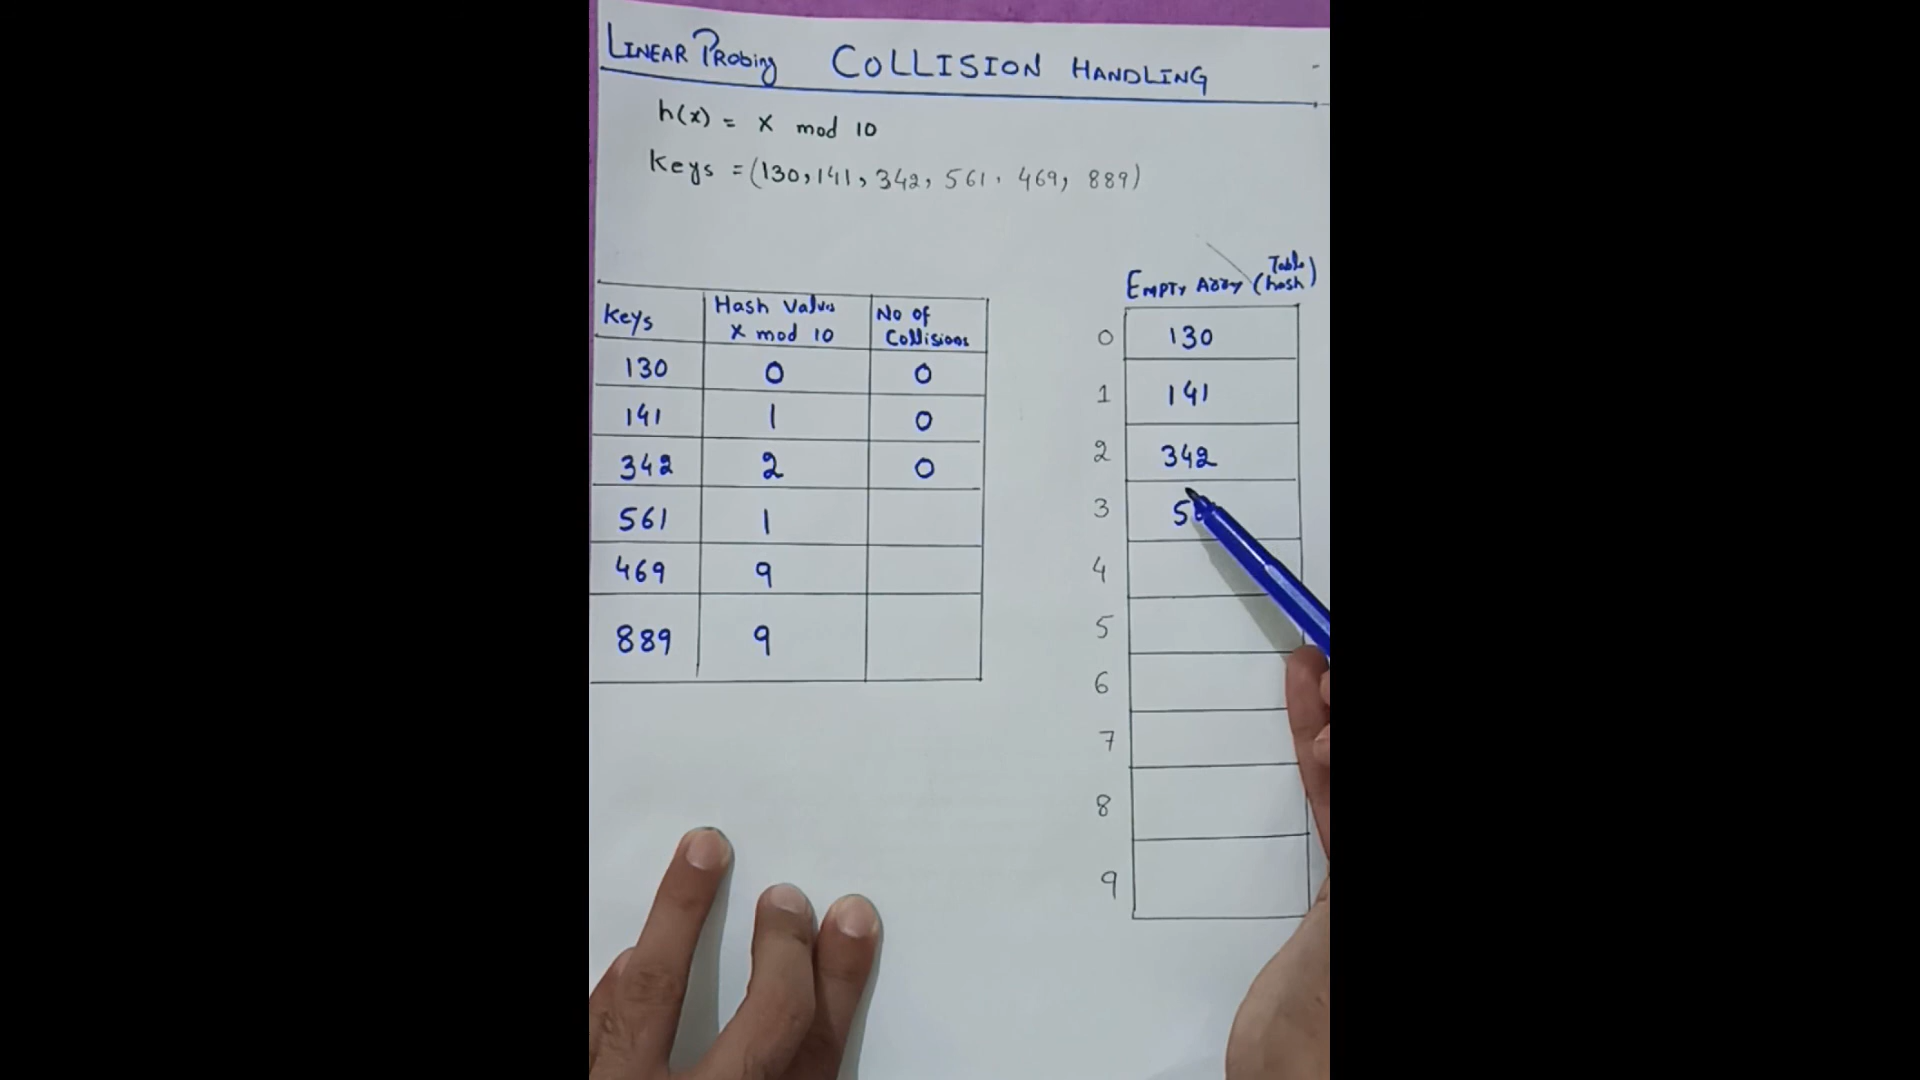 LINEAR PRobing COLLISION HANDLING
h(x) = x mod 10
Keys = (130, 141, 342, 561, 469, 889)
Keys Hash Values X mod 10 No of Collisions
130 0 0
141 1 0
342 2 0
561 1
469 9
889 9
EMPTY Array (Table hash)
0 130
1 141
2 342
3
4
5
6
7
8
9